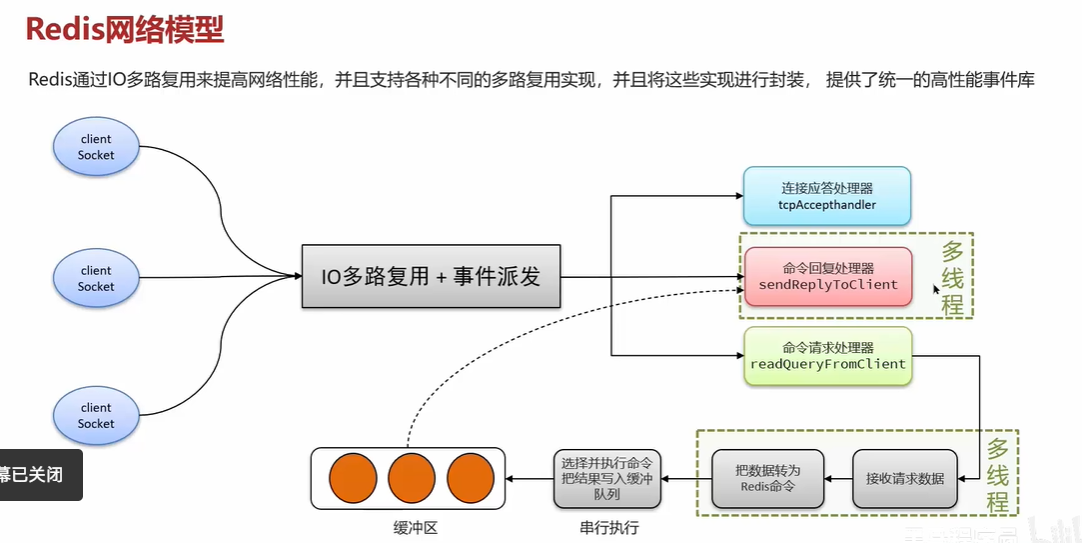 Redis网络模型
Redis通过IO多路复用来提高网络性能，并且支持各种不同的多路复用实现，并且将这些实现进行封装， 提供了统一的高性能事件库
client
Socket
client
Socket
client
Socket
IO多路复用 + 事件派发
连接应答处理器
tcpAccepthandler
命令回复处理器
sendReplyToClient
多线程
命令请求处理器
readQueryFromClient
多线程
接收请求数据
把数据转为
Redis命令
选择并执行命令
把结果写入缓冲
队列
串行执行
缓冲区
幕已关闭